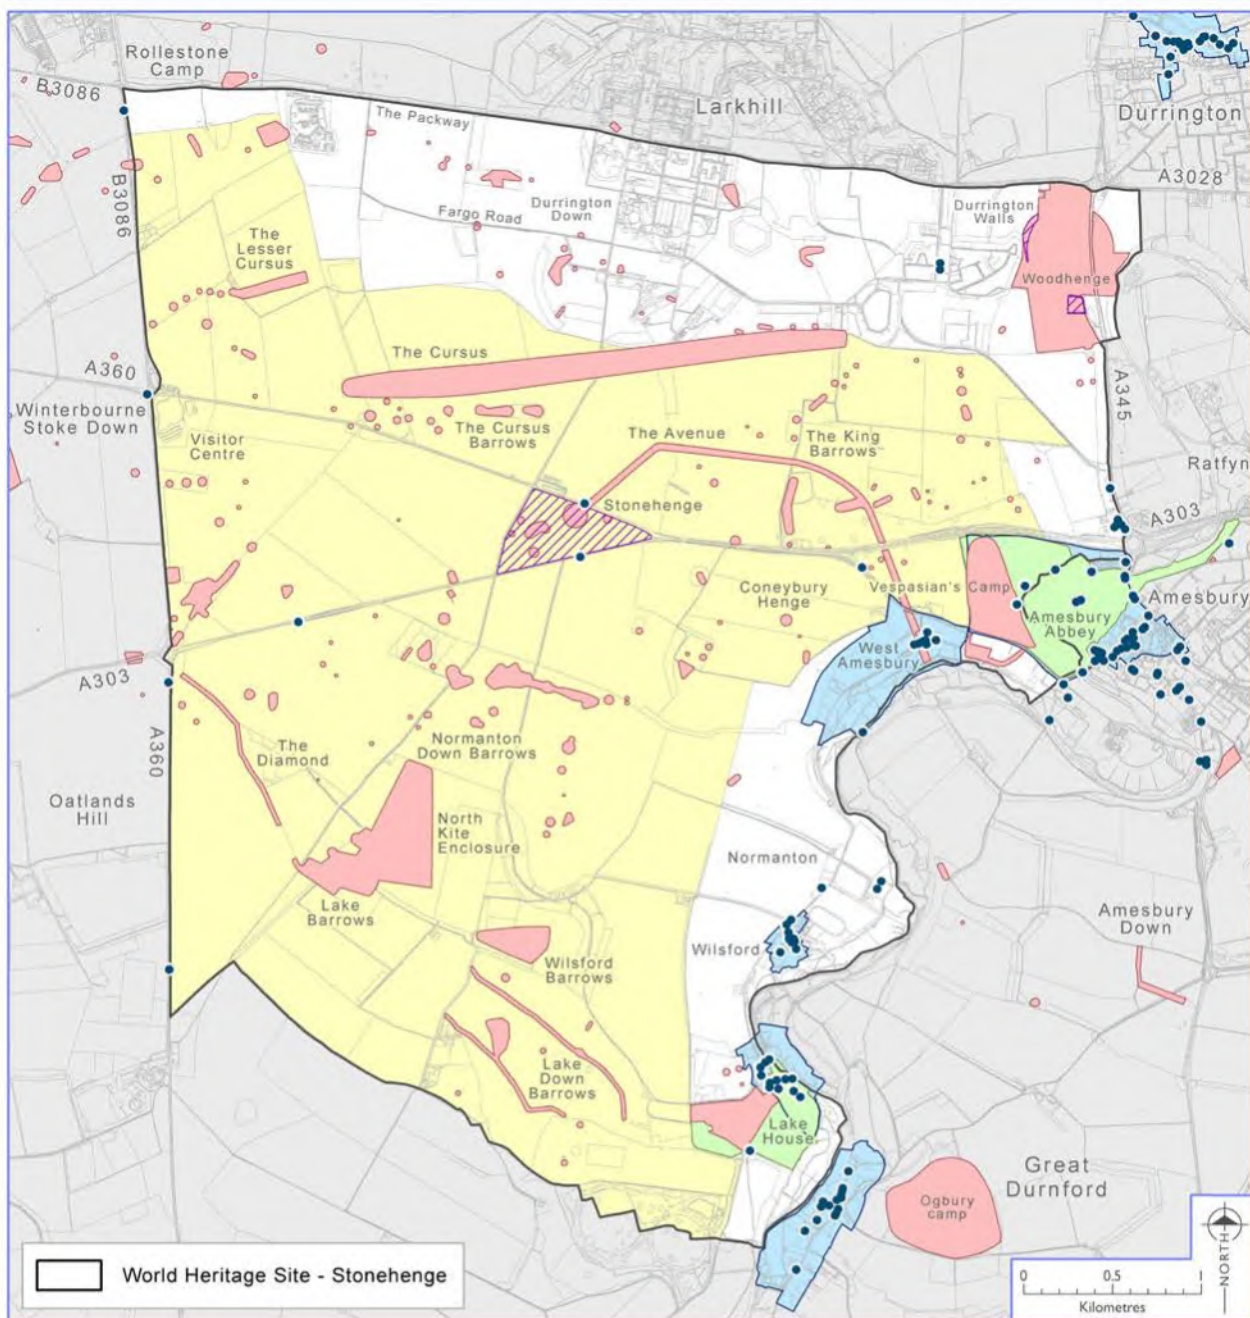 Rollestone
Camp
B3086
Larkhill
Durrington
The Packway
A3028
B3086
Fargo Road
Durrington
Down
Durrington
Walls
The
Lesser
Cursus
Woodhenge
The Cursus
A360
A345
Winterbourne
Stoke Down
Visitor
Centre
The Cursus
Barrows
The Avenue
The King
Barrows
Ratfyn
Stonehenge
A303
Coneybury
Henge
Vespasian's Camp
Amesbury
Amesbury
Abbey
West
Amesbury
A303
A360
The
Diamond
Normanton
Down Barrows
Oatlands
Hill
North
Kite
Enclosure
Normanton
Lake
Barrows
Amesbury
Down
Wilsford
Wilsford
Barrows
Lake
Down
Barrows
Lake
House
Great
Durnford
Ogbury
camp
World Heritage Site - Stonehenge
NORTH
0 0.5 1
Kilometres